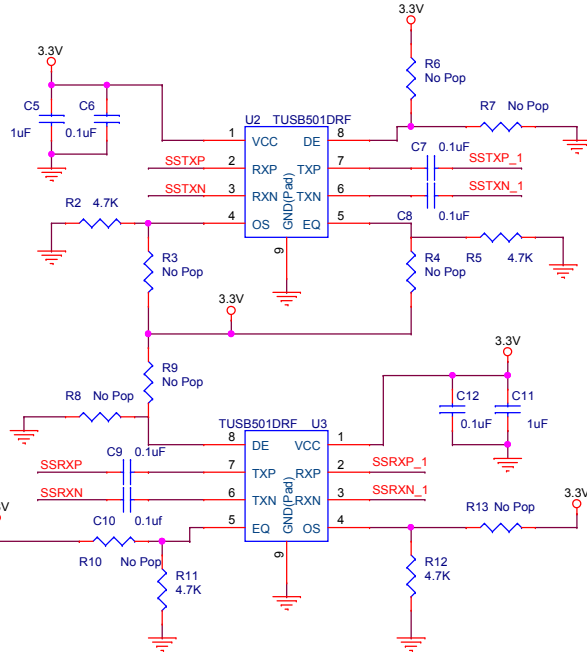 3.3V
3.3V
R6
No Pop
R7 No Pop
C5
C6
1uF
0.1uF
U2 TUSB501DRF
1 VCC DE 8
SSTXP 2 RXP TXP 7 C7 0.1uF SSTXP_1
SSTXN 3 RXN TXN 6 SSTXN_1
C8 0.1uF
R2 4.7K 4 OS EQ 5
GND(Pad)
9
R3
No Pop
R4
No Pop
R5 4.7K
3.3V
R9
No Pop
3.3V
R8 No Pop
C12
0.1uF
C11
1uF
TUSB501DRF U3
8 DE VCC 1
C9 0.1uF
SSRXP 7 TXP RXP 2 SSRXP_1
SSRXN 6 TXN RXN 3 SSRXN_1
C10 0.1uf 5 EQ OS 4
GND(Pad)
9
R13 No Pop
3.3V
R10 No Pop
R11
4.7K
R12
4.7K